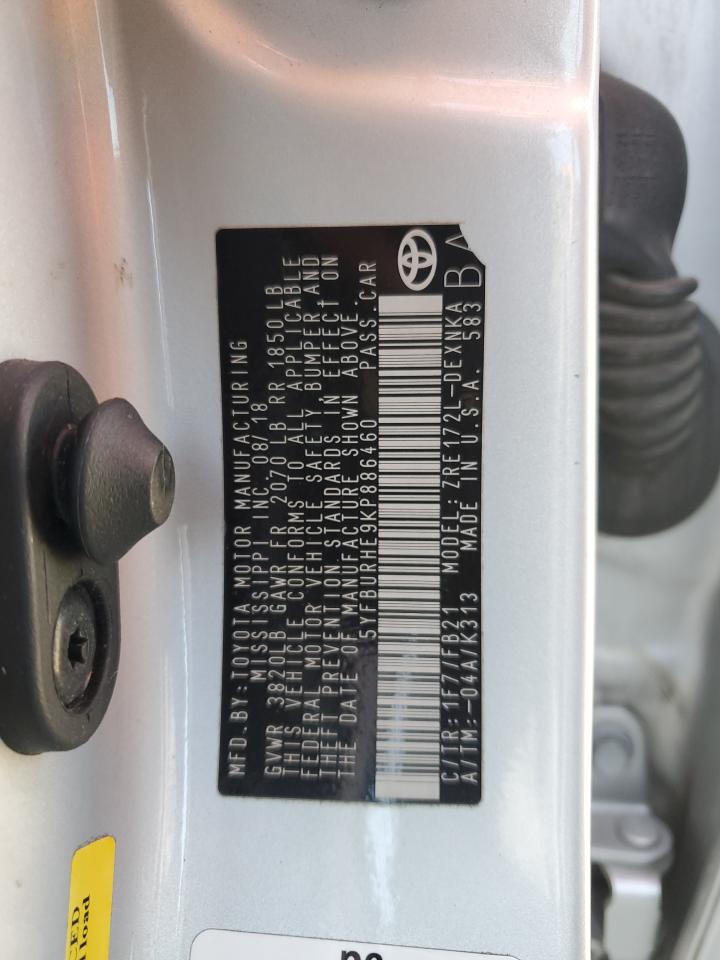 MFD.BY:TOYOTA MOTOR MANUFACTURING
MISSISSIPPI INC. 08/18
GVWR 3820LB GAWR FR 2070 LB RR 1850LB
THIS VEHICLE CONFORMS TO ALL APPLICABLE
FEDERAL MOTOR VEHICLE SAFETY, BUMPER, AND
THEFT PREVENTION STANDARDS IN EFFECT ON
THE DATE OF MANUFACTURE SHOWN ABOVE.
5YFBURHE9KP886460 PASS.CAR
C/TR:1F7/FB21 MODEL:ZRE172L-DEXNKA
A/TM:-04A/K313 MADE IN U.S.A. 583
BA
load